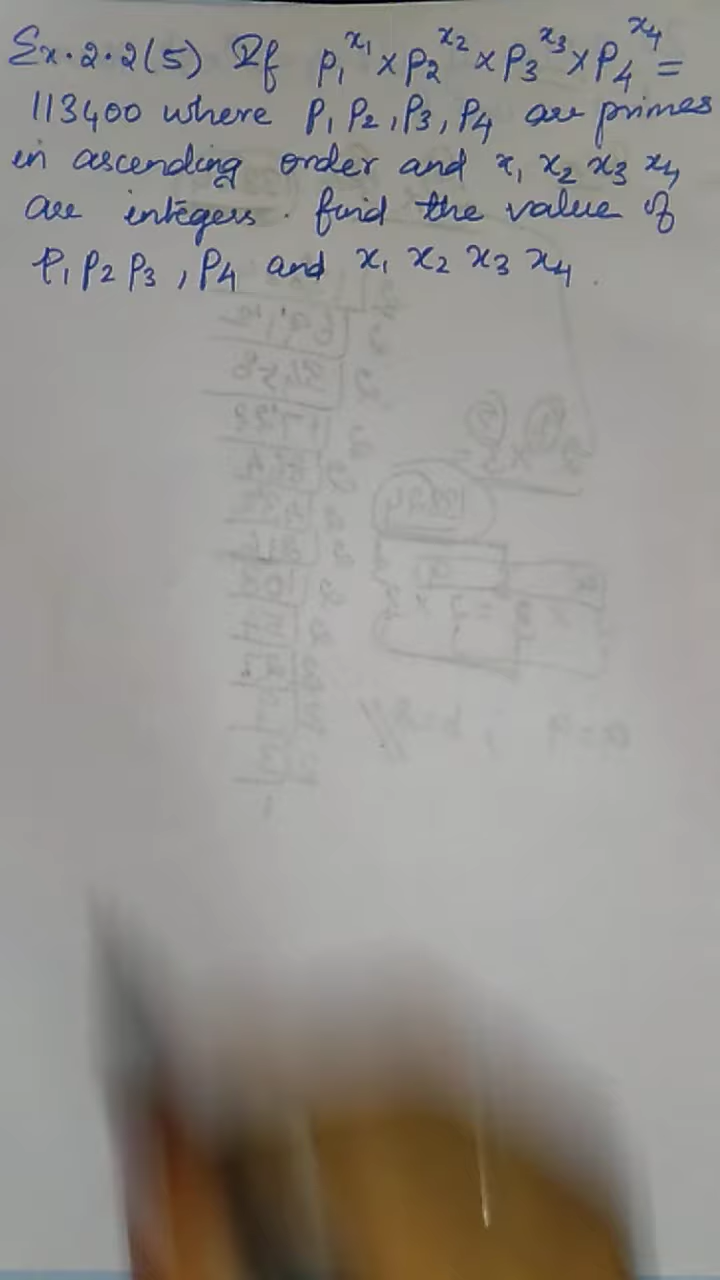 Ex.2.2(5) If p₁^x₁ × p₂^x₂ × p₃^x₃ × p₄^x₄ =
113400 where p₁ p₂, p₃, p₄ are primes
in ascending order and x₁ x₂ x₃ x₄
are integers. find the value of
p₁ p₂ p₃, p₄ and x₁ x₂ x₃ x₄.